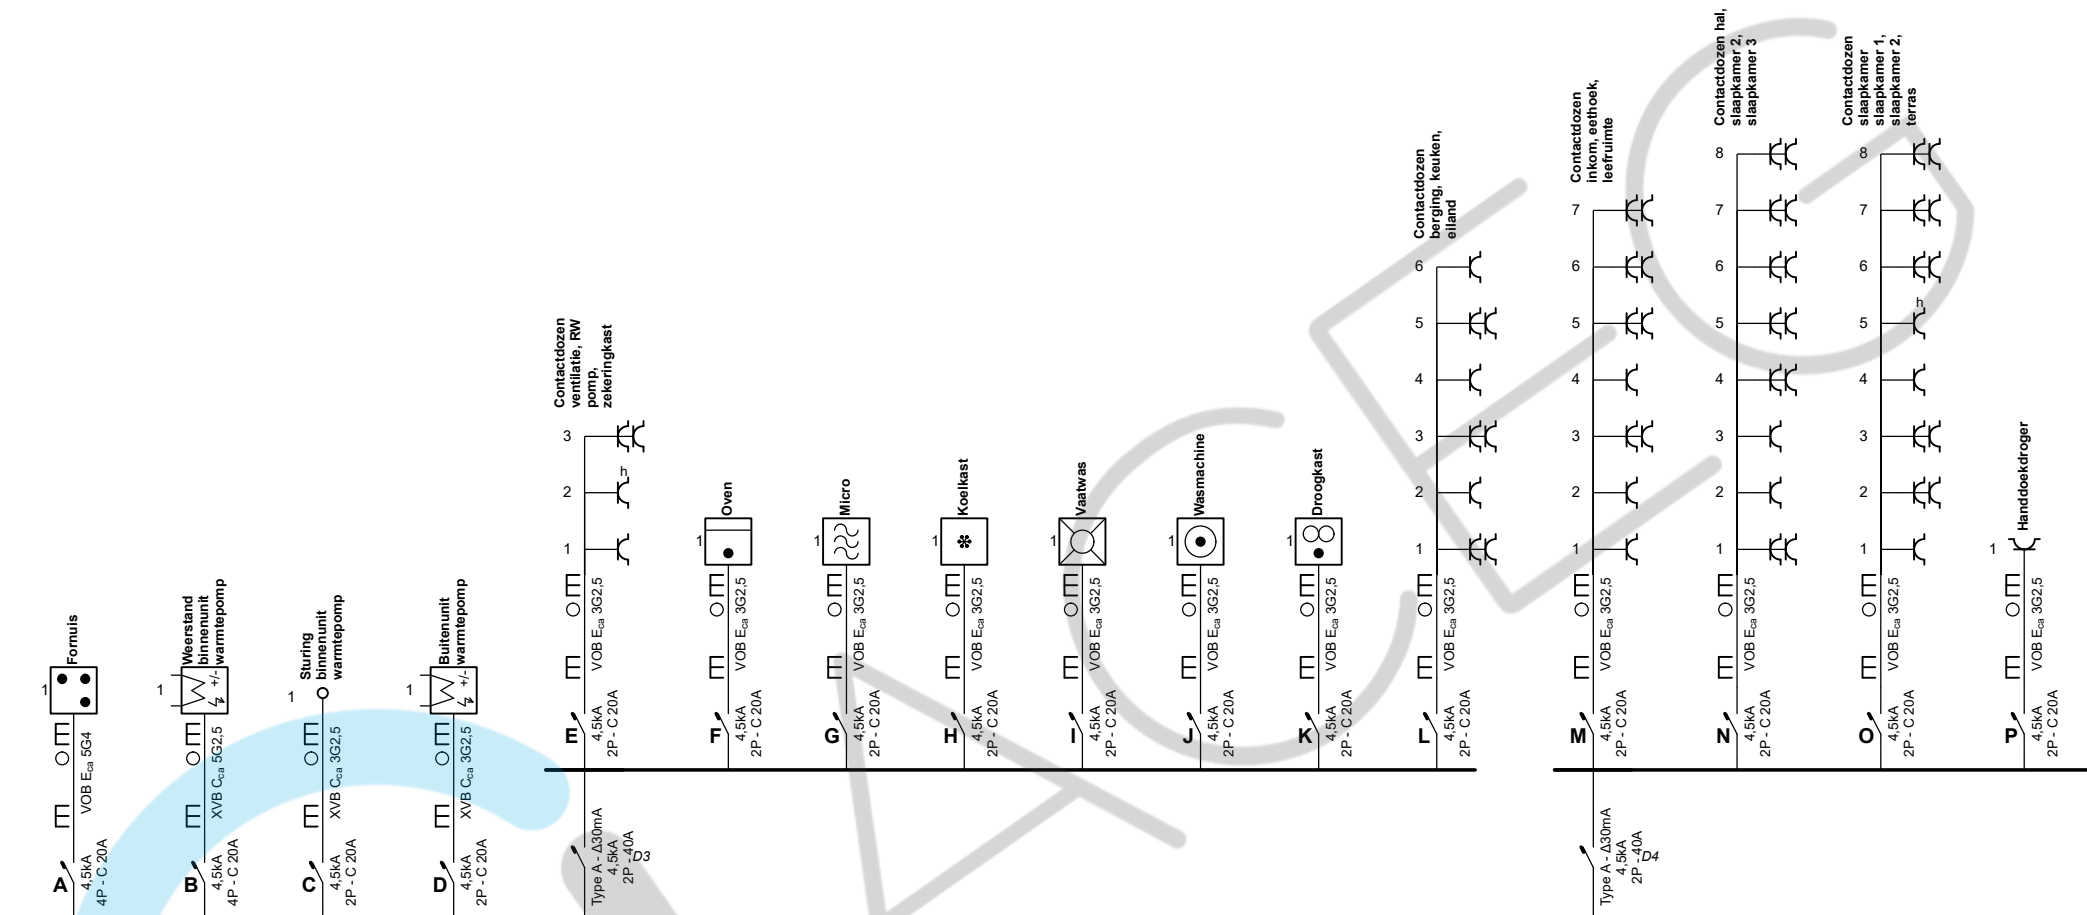 Fornuis
1
VOB Eca 5G4
A
4,5kA
4P - C 20A
Weerstand
binnenunit
warmtepomp
1
XVB Cca 5G2,5
B
4,5kA
4P - C 20A
Sturing
binnenunit
warmtepomp
1
XVB Cca 3G2,5
C
4,5kA
2P - C 20A
Buitenunit
warmtepomp
1
XVB Cca 3G2,5
D
4,5kA
2P - C 20A
Contactdozen
ventilatie, RW
pomp,
zekeringkast
3
h
2
1
VOB Eca 3G2,5
E
4,5kA
2P - C 20A
Type A - Δ30mA
4,5kA
2P - 40A
D3
Oven
1
VOB Eca 3G2,5
F
4,5kA
2P - C 20A
Micro
1
VOB Eca 3G2,5
G
4,5kA
2P - C 20A
Koelkast
1
VOB Eca 3G2,5
H
4,5kA
2P - C 20A
Vaatwas
1
VOB Eca 3G2,5
I
4,5kA
2P - C 20A
Wasmachine
1
VOB Eca 3G2,5
J
4,5kA
2P - C 20A
Droogkast
1
VOB Eca 3G2,5
K
4,5kA
2P - C 20A
Contactdozen
berging, keuken,
eiland
6
5
4
3
2
1
VOB Eca 3G2,5
L
4,5kA
2P - C 20A
Contactdozen
inkom, eethoek,
leefruimte
7
6
5
4
3
2
1
VOB Eca 3G2,5
M
4,5kA
2P - C 20A
Type A - Δ30mA
4,5kA
2P - 40A
D4
Contactdozen hal,
slaapkamer 2,
slaapkamer 3
8
7
6
5
4
3
2
1
VOB Eca 3G2,5
N
4,5kA
2P - C 20A
Contactdozen
slaapkamer
slaapkamer 1,
slaapkamer 2,
terras
8
7
6
h
5
4
3
2
1
VOB Eca 3G2,5
O
4,5kA
2P - C 20A
Handdoekdroger
1
VOB Eca 3G2,5
P
4,5kA
2P - C 20A
+/-
+/-
ACEG